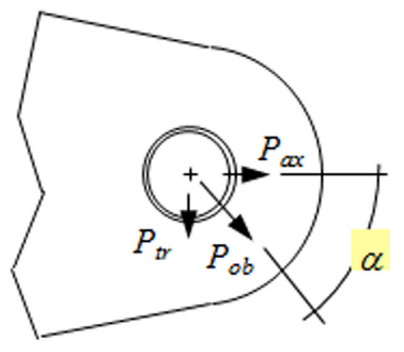 P_ax
P_tr
P_ob
α